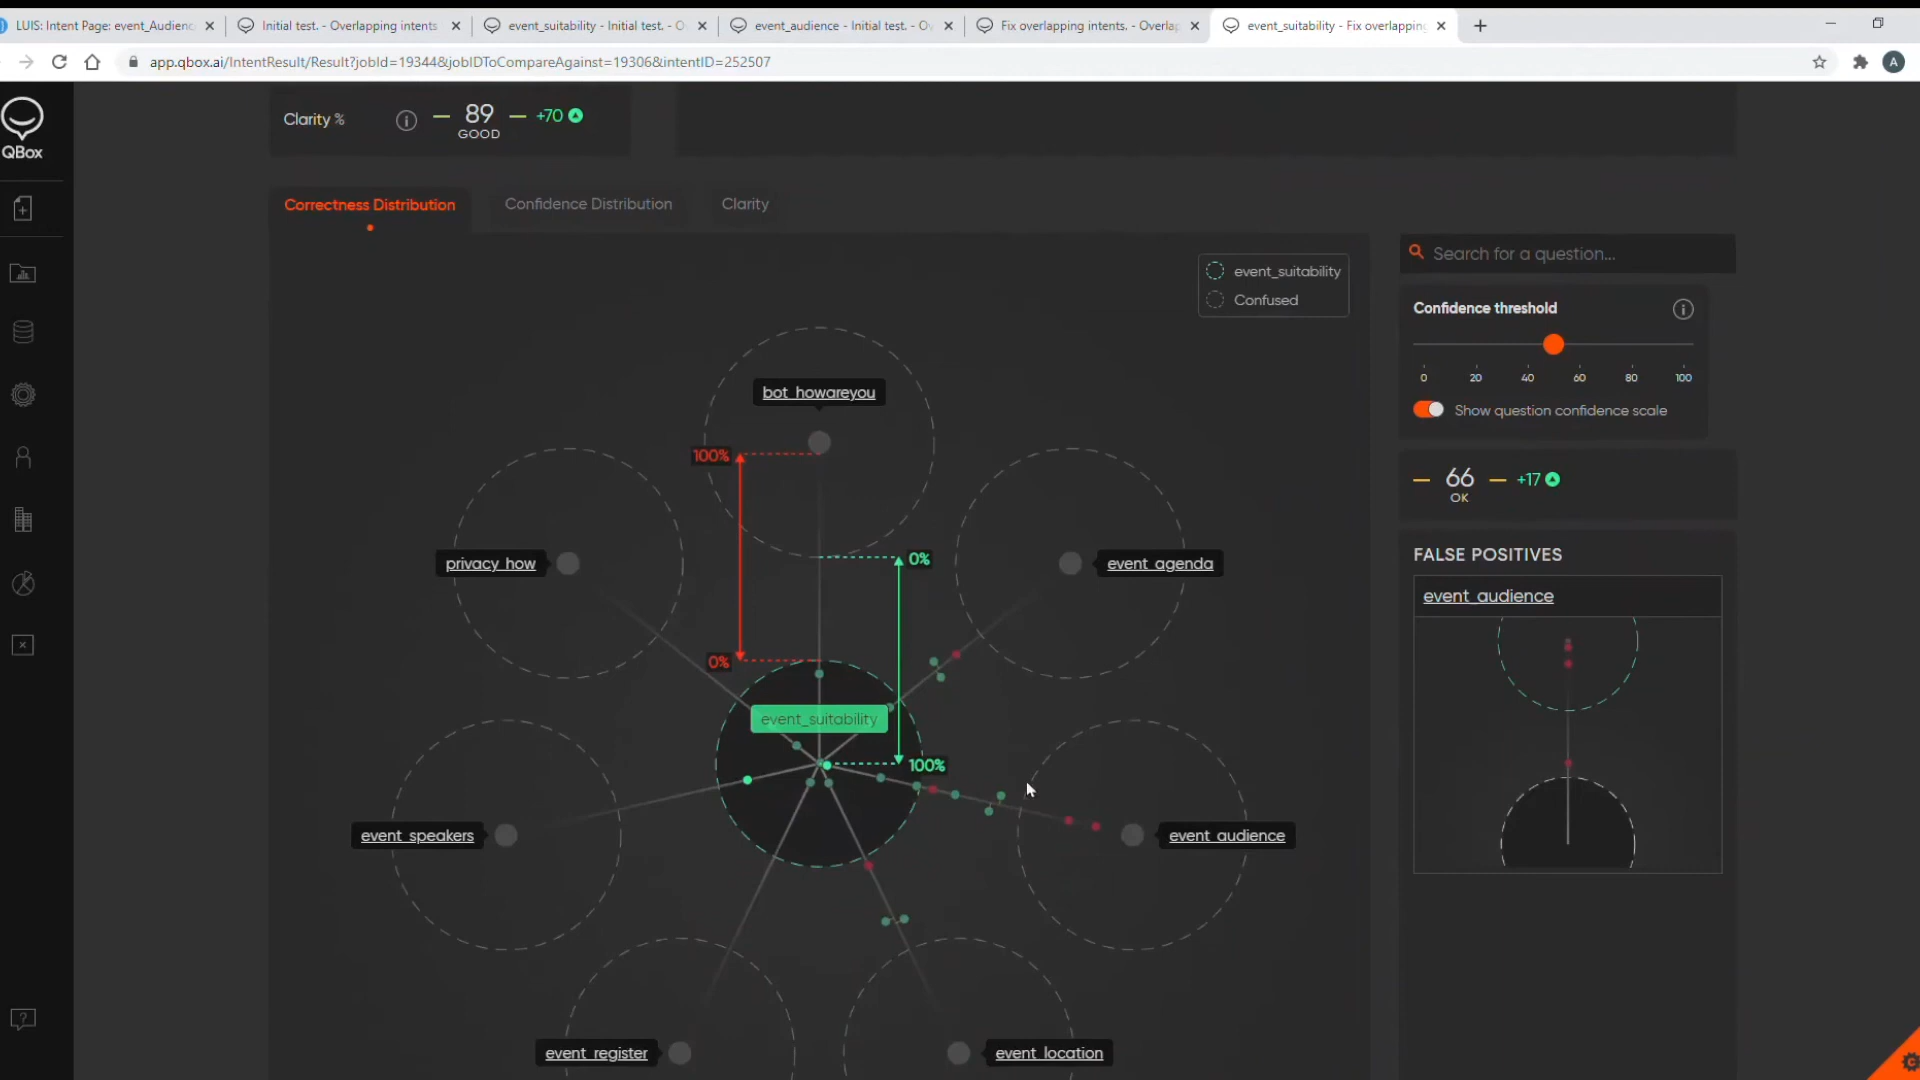 LUIS: Intent Page: event_Audienc
Initial test. - Overlapping intents
event_suitability - Initial test. - O
event_audience - Initial test. - Ov
Fix overlapping intents. - Overlap
event_suitability - Fix overlapping
app.qbox.ai/IntentResult/Result?jobId=19344&jobIDToCompareAgainst=19306&intentID=252507
A
QBox
Clarity %
89
GOOD
+70
Correctness Distribution
Confidence Distribution
Clarity
event_suitability
Confused
Search for a question...
Confidence threshold
0 20 40 60 80 100
Show question confidence scale
66
OK
+17
FALSE POSITIVES
event_audience
bot_howareyou
100%
privacy_how
event_agenda
0%
0%
event_suitability
100%
event_speakers
event_audience
event_register
event_location